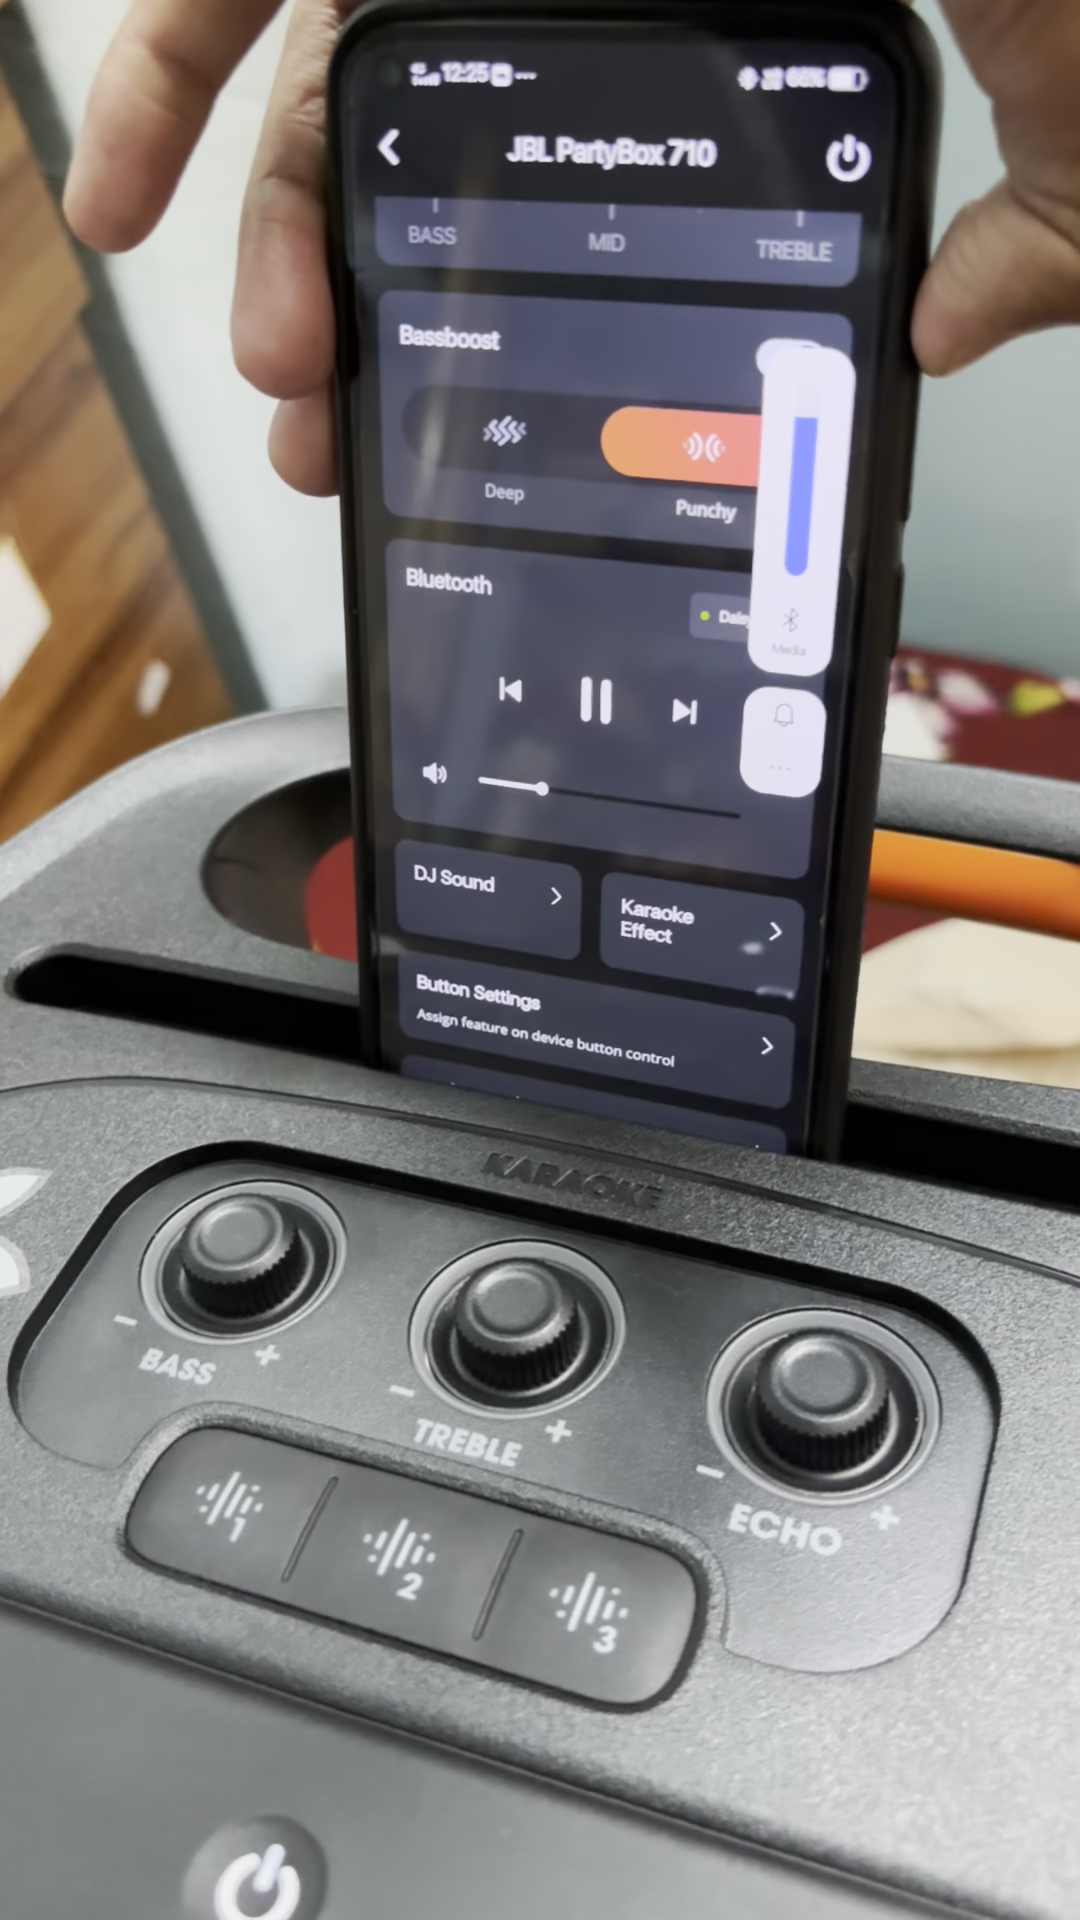 12:25
66%
JBL PartyBox 710
BASS MID TREBLE
Bassboost
Deep
Punchy
Bluetooth
Media
DJ Sound
Karaoke
Effect
Button Settings
Assign feature on device button control
KARAOKE
- BASS +
- TREBLE +
- ECHO +
1
2
3